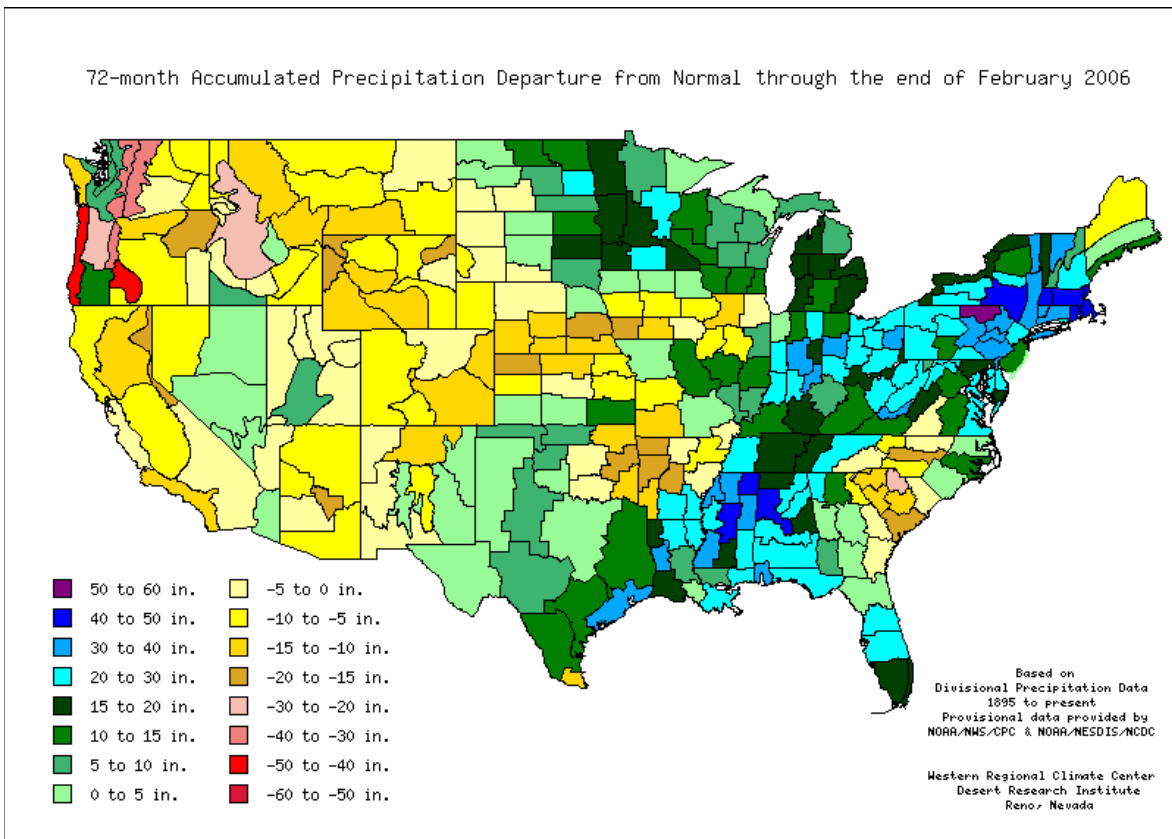 72-month Accumulated Precipitation Departure from Normal through the end of February 2006
50 to 60 in.
40 to 50 in.
30 to 40 in.
20 to 30 in.
15 to 20 in.
10 to 15 in.
5 to 10 in.
0 to 5 in.
-5 to 0 in.
-10 to -5 in.
-15 to -10 in.
-20 to -15 in.
-30 to -20 in.
-40 to -30 in.
-50 to -40 in.
-60 to -50 in.
Based on
Divisional Precipitation Data
1895 to present
Provisional data provided by
NOAA/NWS/CPC & NOAA/NESDIS/NCDC
Western Regional Climate Center
Desert Research Institute
Reno, Nevada